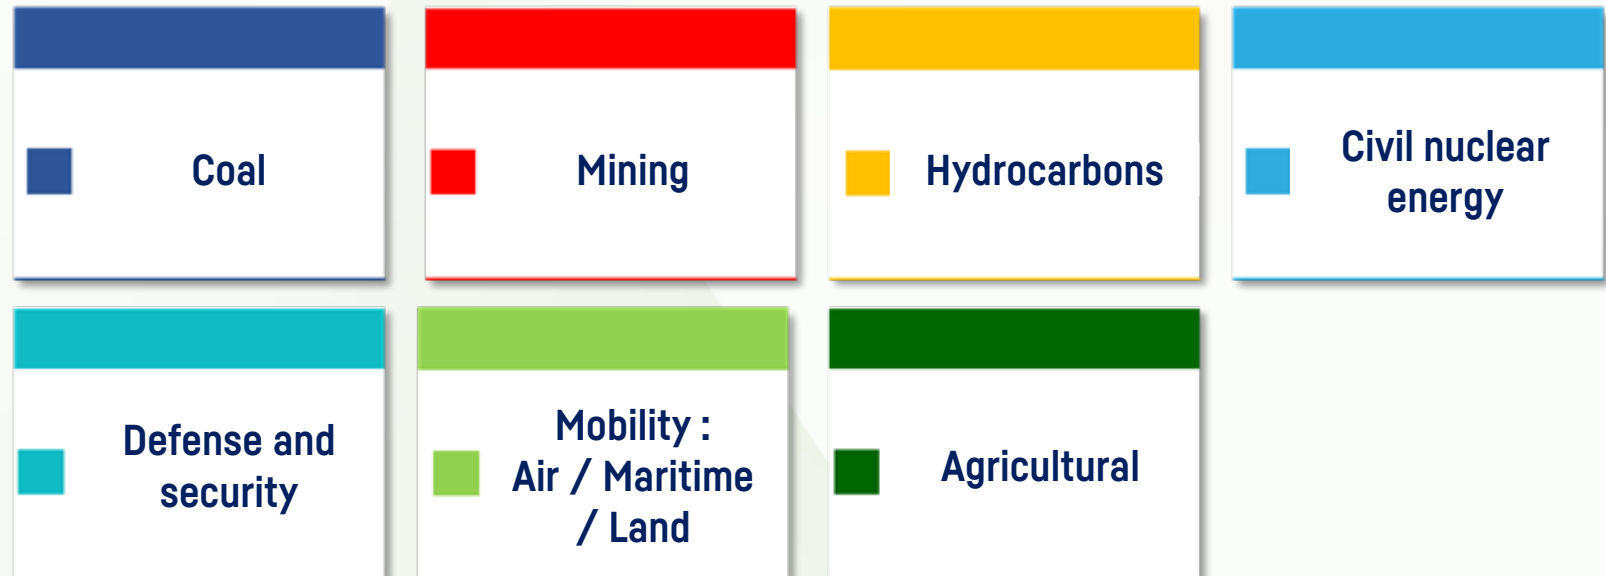 Coal
Mining
Hydrocarbons
Civil nuclear
energy
Defense and
security
Mobility :
Air / Maritime
/ Land
Agricultural